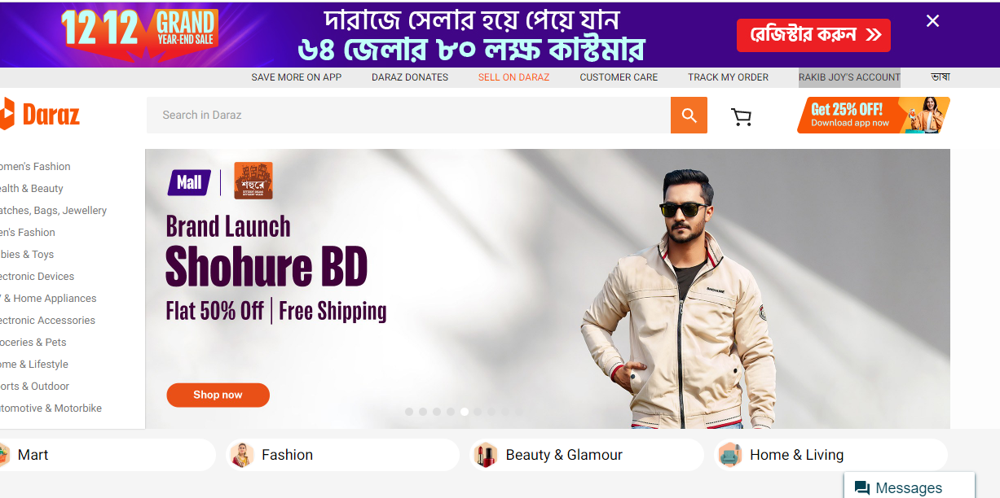 12 12 GRAND
YEAR-END SALE
দারাজে সেলার হয়ে পেয়ে যান
৬৪ জেলার ৮০ লক্ষ কাস্টমার
রেজিস্টার করুন
SAVE MORE ON APP DARAZ DONATES SELL ON DARAZ CUSTOMER CARE TRACK MY ORDER RAKIB JOY'S ACCOUNT ভাষা
Daraz
Search in Daraz
Get 25% OFF!
Download app now
omen's Fashion
ealth & Beauty
atches, Bags, Jewellery
en's Fashion
bies & Toys
ectronic Devices
' & Home Appliances
ectronic Accessories
oceries & Pets
ome & Lifestyle
orts & Outdoor
utomotive & Motorbike
Mall
শহুরে
Brand Launch
Shohure BD
Flat 50% Off | Free Shipping
Shop now
SHOHURE
Mart
Fashion
Beauty & Glamour
Home & Living
Messages